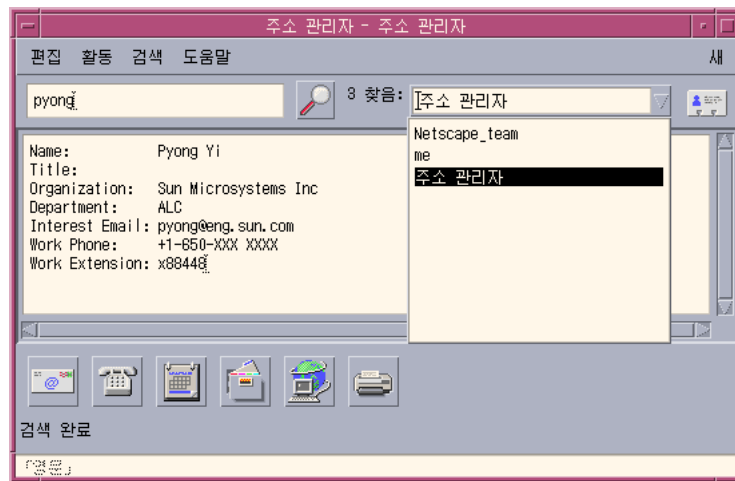 주소 관리자 - 주소 관리자
편집 활동 검색 도움말 새
pyong
3 찾음:
주소 관리자
Netscape_team
me
주소 관리자
Name: Pyong Yi
Title:
Organization: Sun Microsystems Inc
Department: ALC
Interest Email: pyong@eng.sun.com
Work Phone: +1-650-XXX XXXX
Work Extension: x88448
검색 완료
「영문」